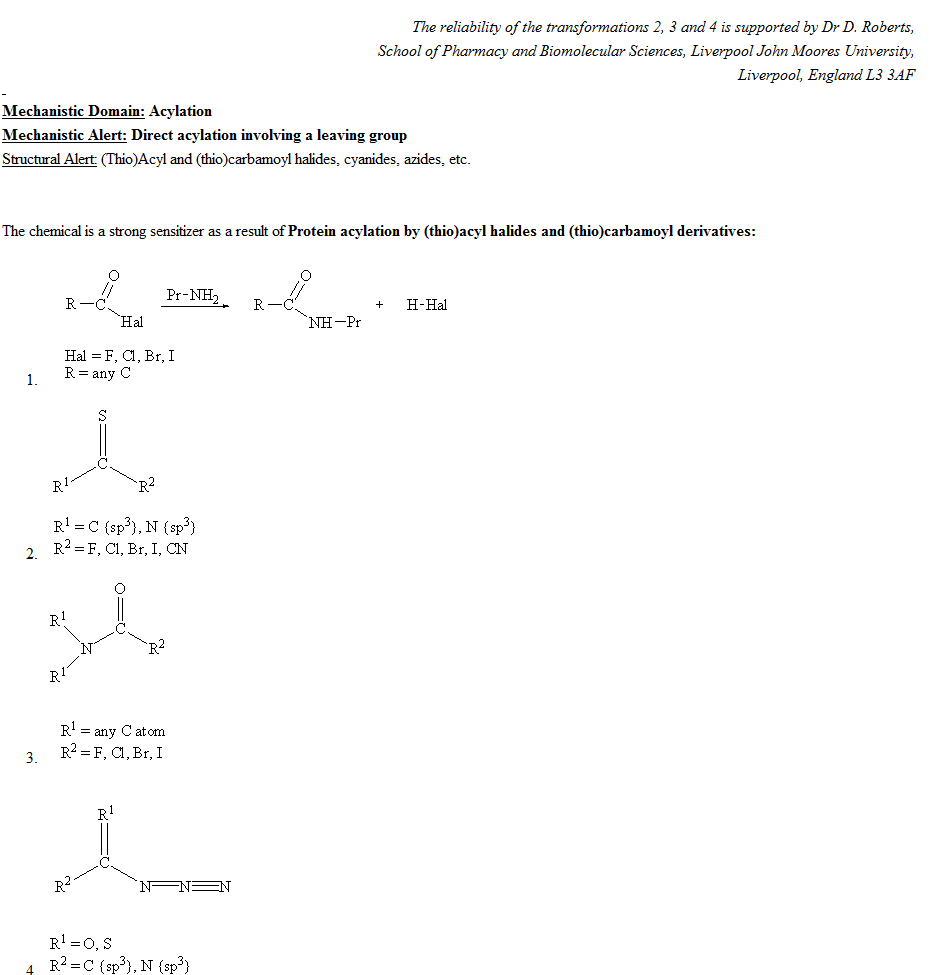 The reliability of the transformations 2, 3 and 4 is supported by Dr D. Roberts,
School of Pharmacy and Biomolecular Sciences, Liverpool John Moores University,
Liverpool, England L3 3AF
Mechanistic Domain: Acylation
Mechanistic Alert: Direct acylation involving a leaving group
Structural Alert: (Thio)Acyl and (thio)carbamoyl halides, cyanides, azides, etc.
The chemical is a strong sensitizer as a result of Protein acylation by (thio)acyl halides and (thio)carbamoyl derivatives:
O O
R C Pr-NH₂ R C + H-Hal
Hal NH Pr
Hal = F, Cl, Br, I
R = any C
1.
S
C
R¹ R²
R¹ = C (sp³), N (sp³)
2. R² = F, Cl, Br, I, CN
O
R¹ C
N R²
R¹
R¹ = any C atom
3. R² = F, Cl, Br, I
R¹
C
R² N N N
R¹ = O, S
4 R² = C (sp³), N (sp³)